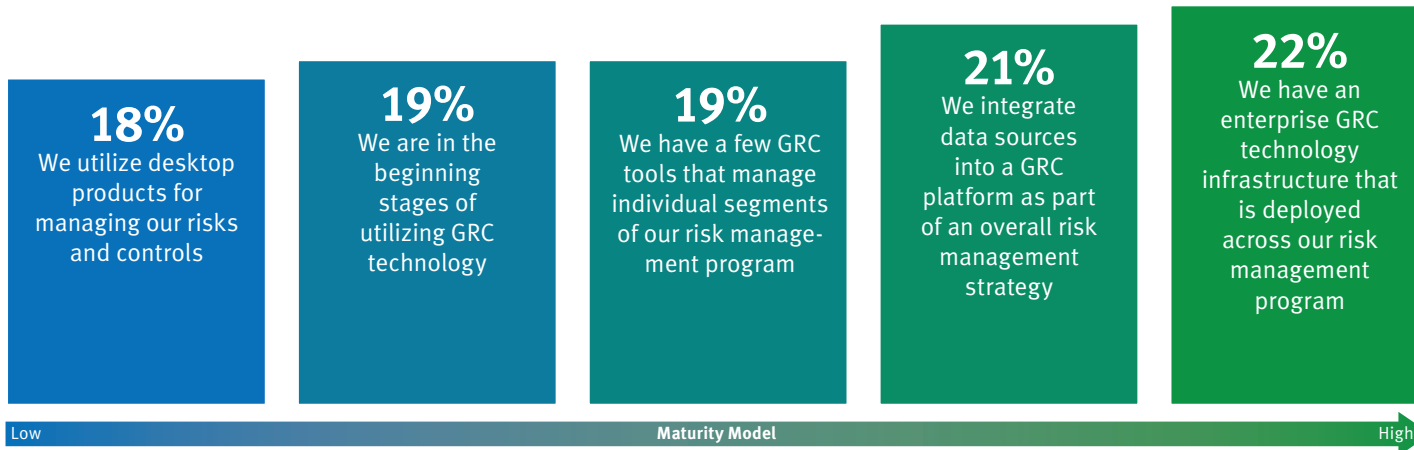 18%
We utilize desktop
products for
managing our risks
and controls
19%
We are in the
beginning
stages of
utilizing GRC
technology
19%
We have a few GRC
tools that manage
individual segments
of our risk manage-
ment program
21%
We integrate
data sources
into a GRC
platform as part
of an overall risk
management
strategy
22%
We have an
enterprise GRC
technology
infrastructure that
is deployed
across our risk
management
program
Low
Maturity Model
High